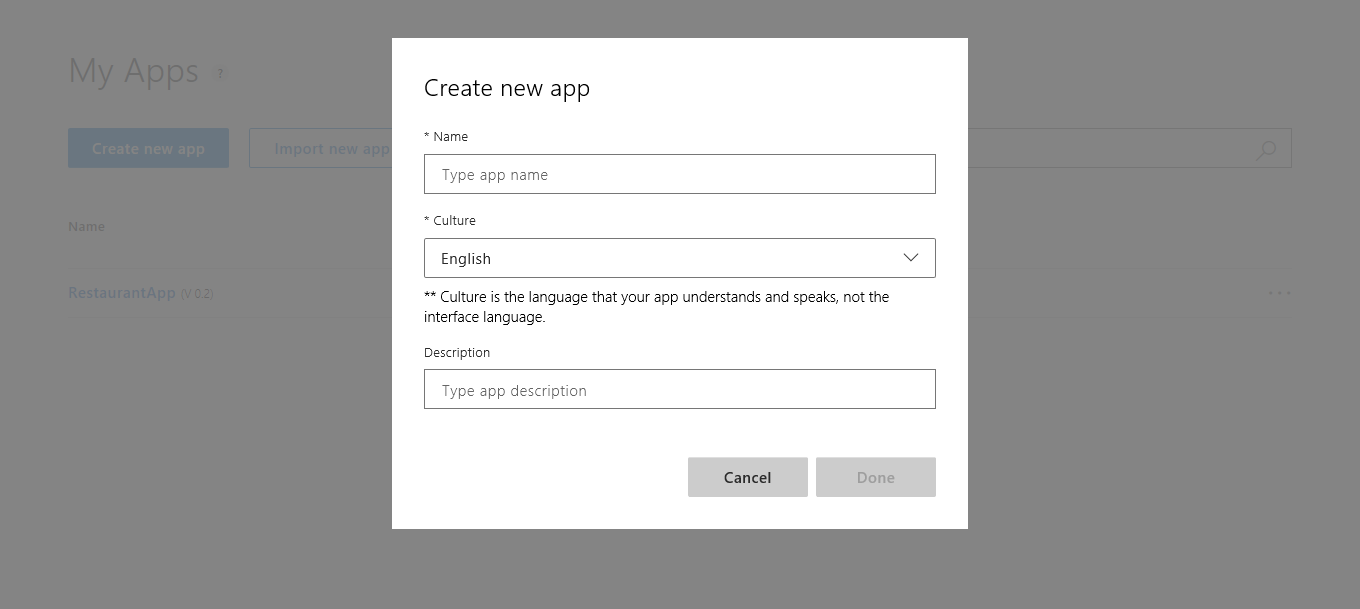 My Apps ?
Create new app
Import new app
Name
RestaurantApp (V 0.2)
Create new app
* Name
Type app name
* Culture
English
** Culture is the language that your app understands and speaks, not the
interface language.
Description
Type app description
Cancel
Done